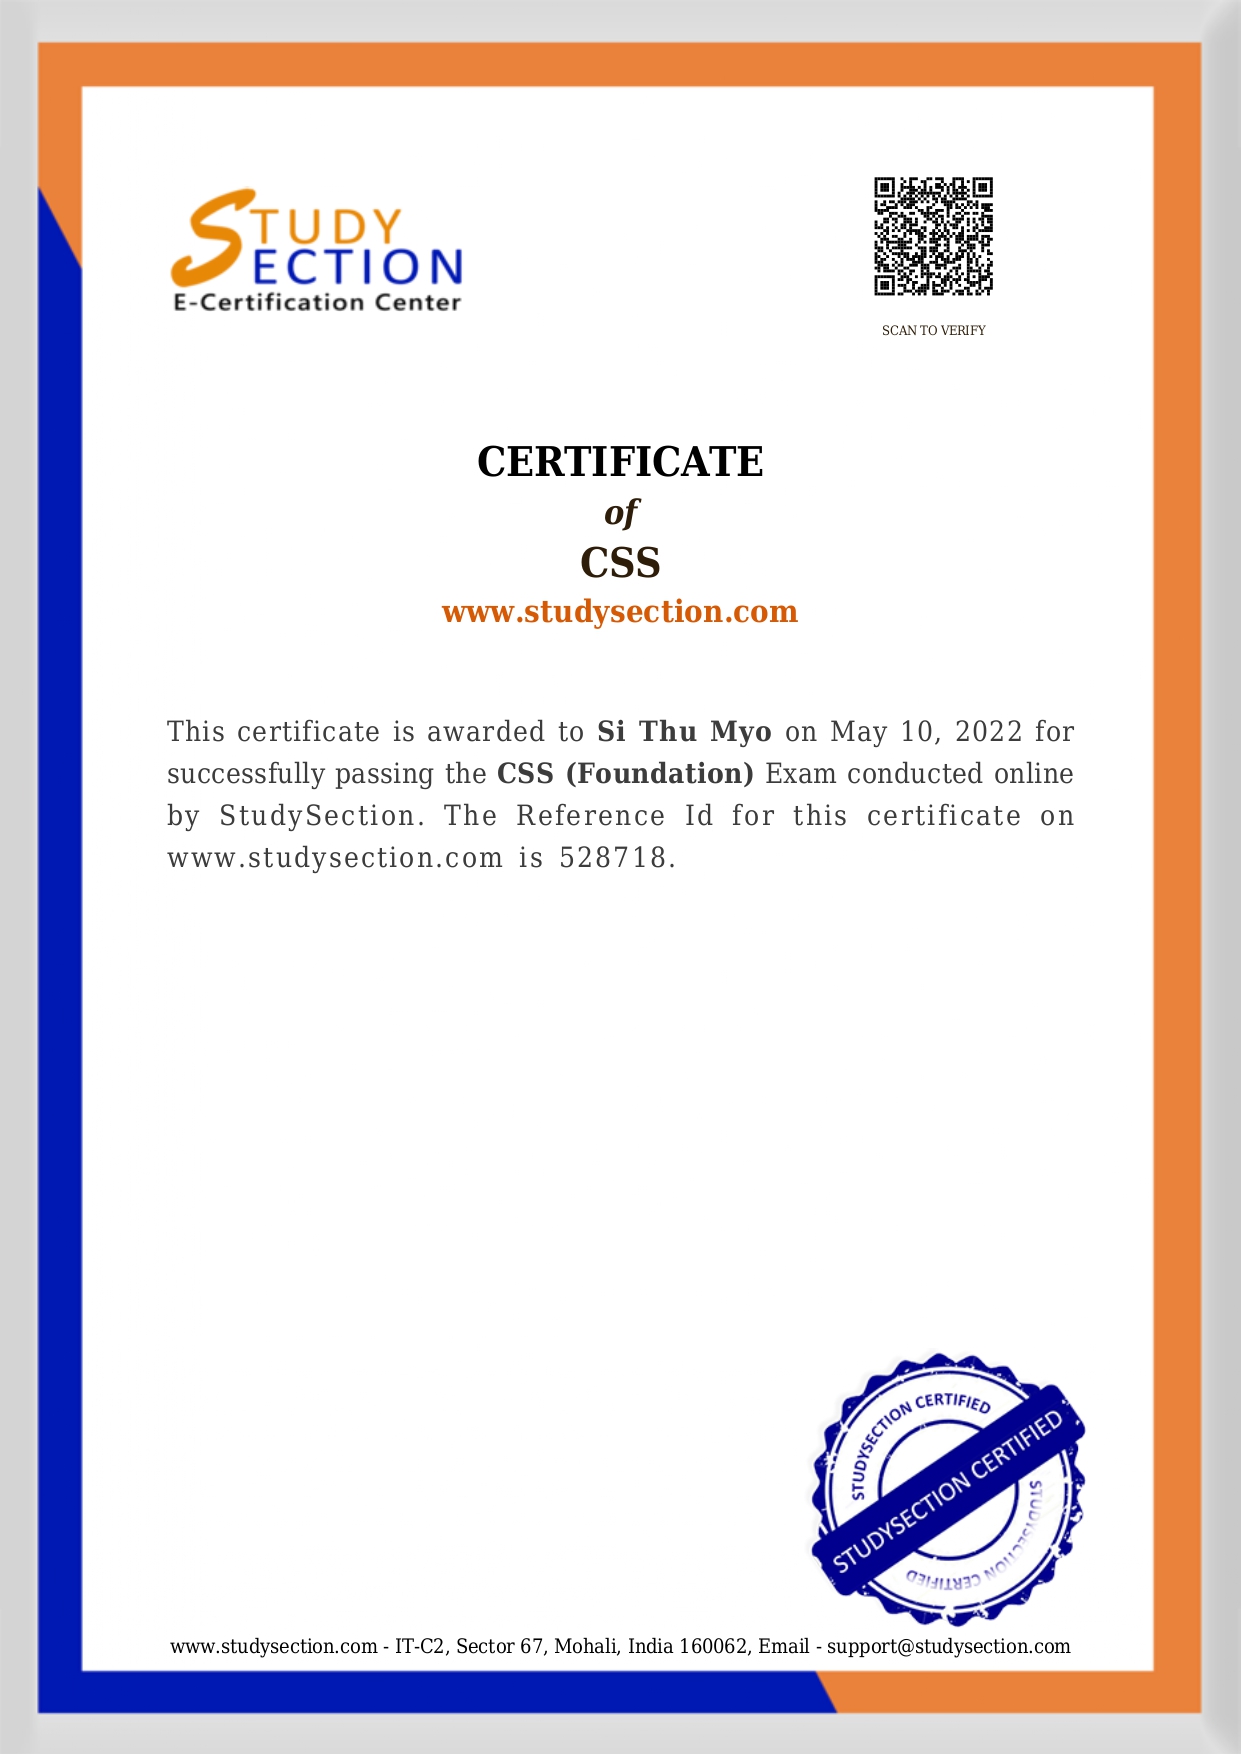 STUDY
SECTION
E-Certification Center
SCAN TO VERIFY
CERTIFICATE
of
CSS
www.studysection.com
This certificate is awarded to Si Thu Myo on May 10, 2022 for
successfully passing the CSS (Foundation) Exam conducted online
by StudySection. The Reference Id for this certificate on
www.studysection.com is 528718.
STUDYSECTION CERTIFIED
STUDYSECTION CERTIFIED
STUDYSECTION CERTIFIED
www.studysection.com - IT-C2, Sector 67, Mohali, India 160062, Email - support@studysection.com